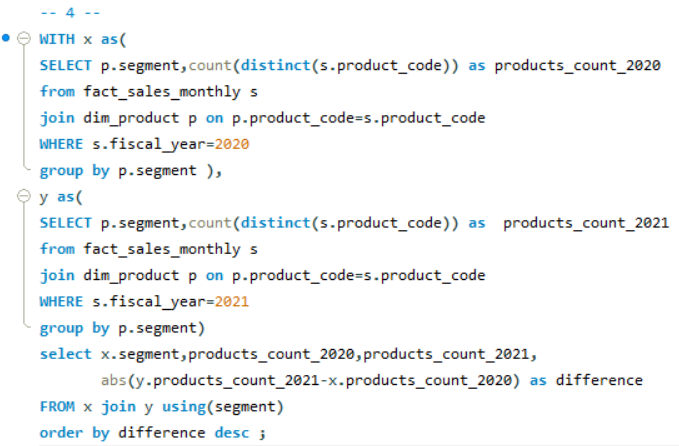 -- 4 --
WITH x as(
SELECT p.segment,count(distinct(s.product_code)) as products_count_2020
from fact_sales_monthly s
join dim_product p on p.product_code=s.product_code
WHERE s.fiscal_year=2020
group by p.segment ),
y as(
SELECT p.segment,count(distinct(s.product_code)) as  products_count_2021
from fact_sales_monthly s
join dim_product p on p.product_code=s.product_code
WHERE s.fiscal_year=2021
group by p.segment)
select x.segment,products_count_2020,products_count_2021,
abs(y.products_count_2021-x.products_count_2020) as difference
FROM x join y using(segment)
order by difference desc ;